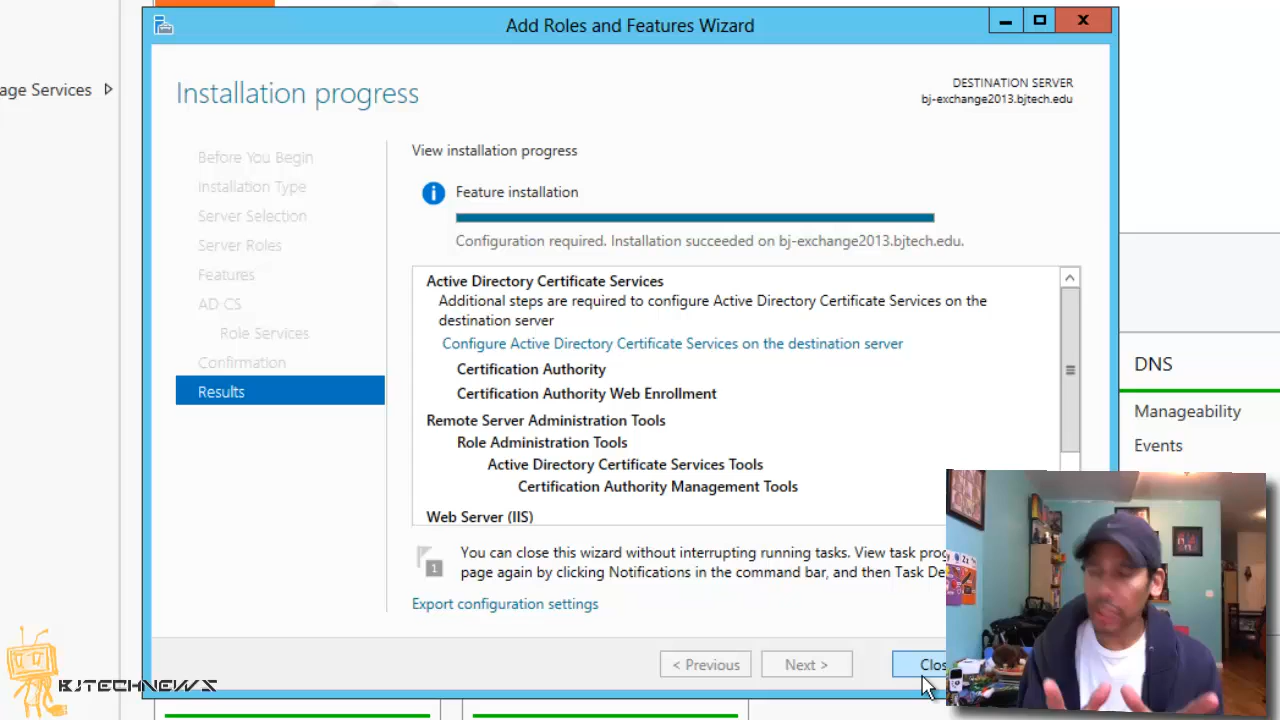 Add Roles and Features Wizard
age Services
Installation progress
DESTINATION SERVER
bj-exchange2013.bjtech.edu
Before You Begin
Installation Type
Server Selection
Server Roles
Features
AD CS
Role Services
Confirmation
Results
View installation progress
Feature installation
Configuration required. Installation succeeded on bj-exchange2013.bjtech.edu.
Active Directory Certificate Services
Additional steps are required to configure Active Directory Certificate Services on the
destination server
Configure Active Directory Certificate Services on the destination server
Certification Authority
Certification Authority Web Enrollment
Remote Server Administration Tools
Role Administration Tools
Active Directory Certificate Services Tools
Certification Authority Management Tools
Web Server (IIS)
1
You can close this wizard without interrupting running tasks. View task prog
page again by clicking Notifications in the command bar, and then Task De
Export configuration settings
< Previous
Next >
Clos
DNS
Manageability
Events
BJTECHNEWS